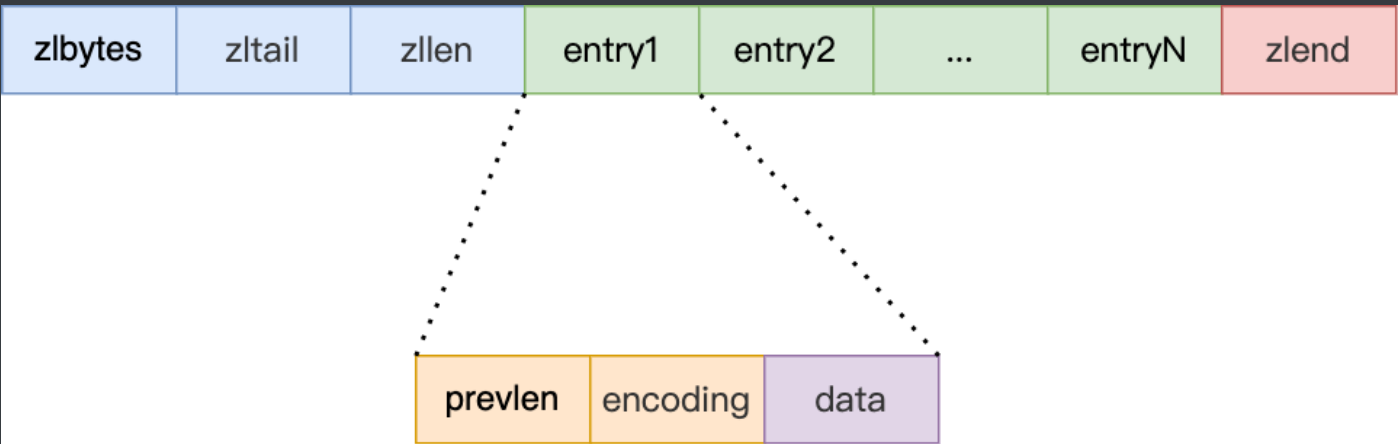 zlbytes zltail zllen entry1 entry2 ... entryN zlend
prevlen encoding data